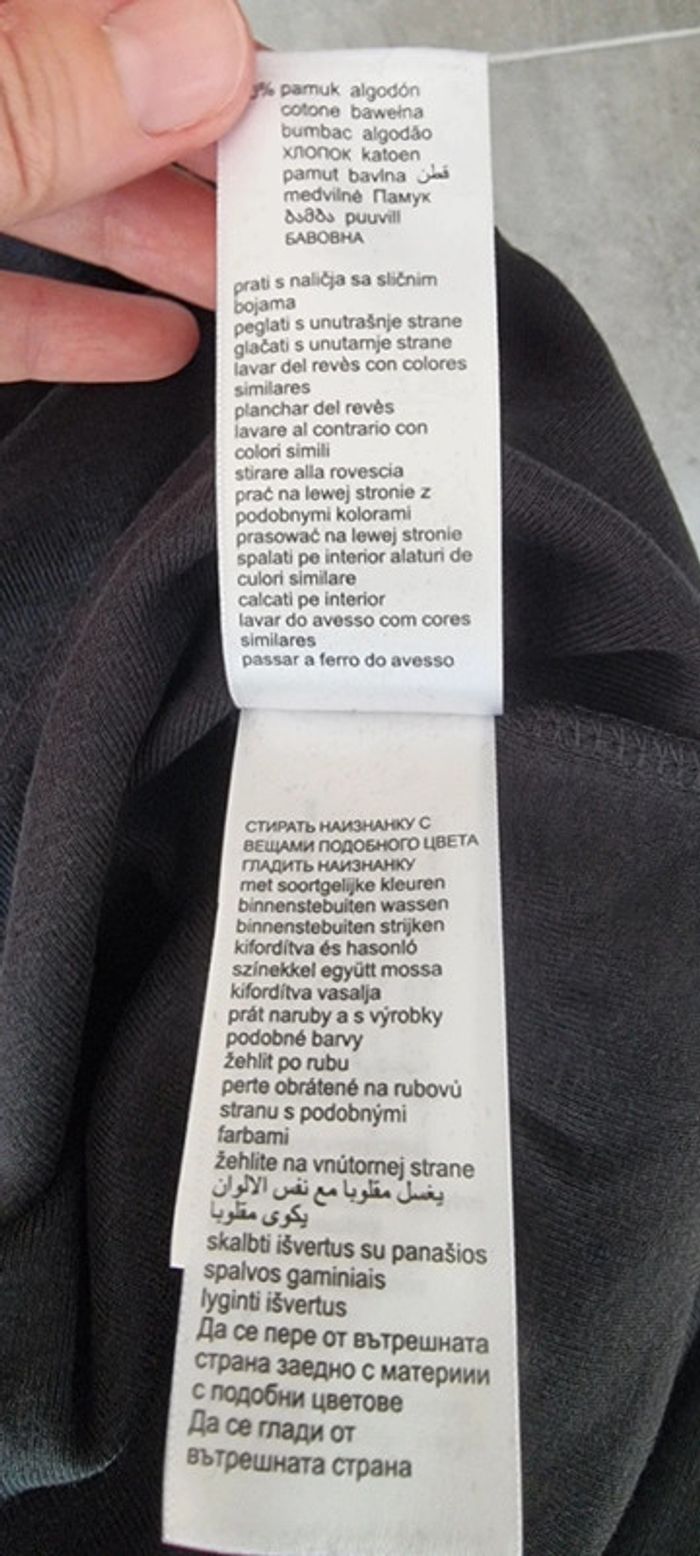 % pamuk algodón
cotone bawełna
bumbac algodão
ХЛОПОК katoen
pamut bavlna قطن
medvilnė Памук
ბამბა puuvill
БАВОВНА
prati s naličja sa sličnim
bojama
peglati s unutrašnje strane
glačati s unutarnje strane
lavar del revès con colores
similares
planchar del revès
lavare al contrario con
colori simili
stirare alla rovescia
prać na lewej stronie z
podobnymi kolorami
prasować na lewej stronie
spalati pe interior alaturi de
culori similare
calcati pe interior
lavar do avesso com cores
similares
passar a ferro do avesso
СТИРАТЬ НАИЗНАНКУ С
ВЕЩАМИ ПОДОБНОГО ЦВЕТА
ГЛАДИТЬ НАИЗНАНКУ
met soortgelijke kleuren
binnenstebuiten wassen
binnenstebuiten strijken
kifordítva és hasonló
színekkel együtt mossa
kifordítva vasalja
prát naruby a s výrobky
podobné barvy
žehlit po rubu
perte obrátené na rubovú
stranu s podobnými
farbami
žehlite na vnútornej strane
يغسل مقلوبا مع نفس الالوان
يكوى مقلوبا
skalbti išvertus su panašios
spalvos gaminiais
lyginti išvertus
Да се пере от вътрешната
страна заедно с материии
с подобни цветове
Да се глади от
вътрешната страна